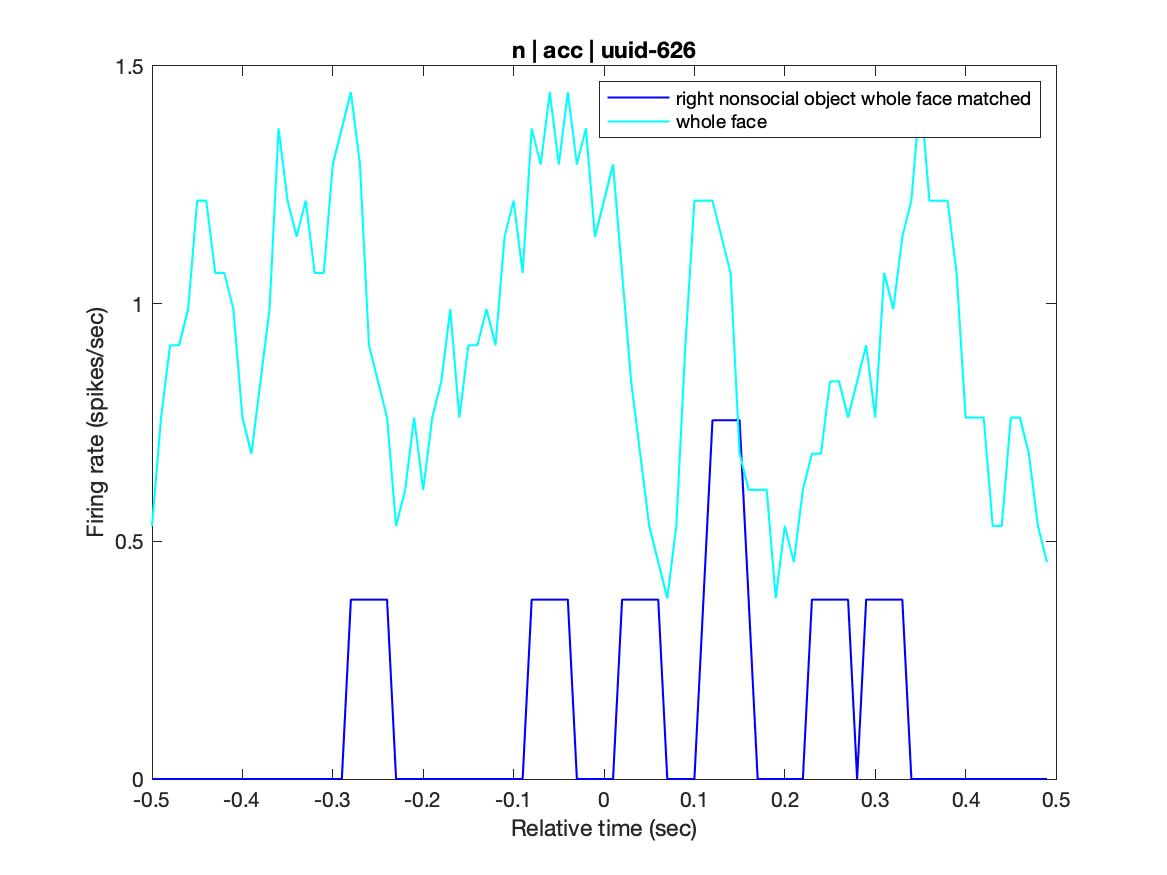 n | acc | uuid-626
1.5
right nonsocial object whole face matched
whole face
1
Firing rate (spikes/sec)
0.5
0
-0.5 -0.4 -0.3 -0.2 -0.1 0 0.1 0.2 0.3 0.4 0.5
Relative time (sec)